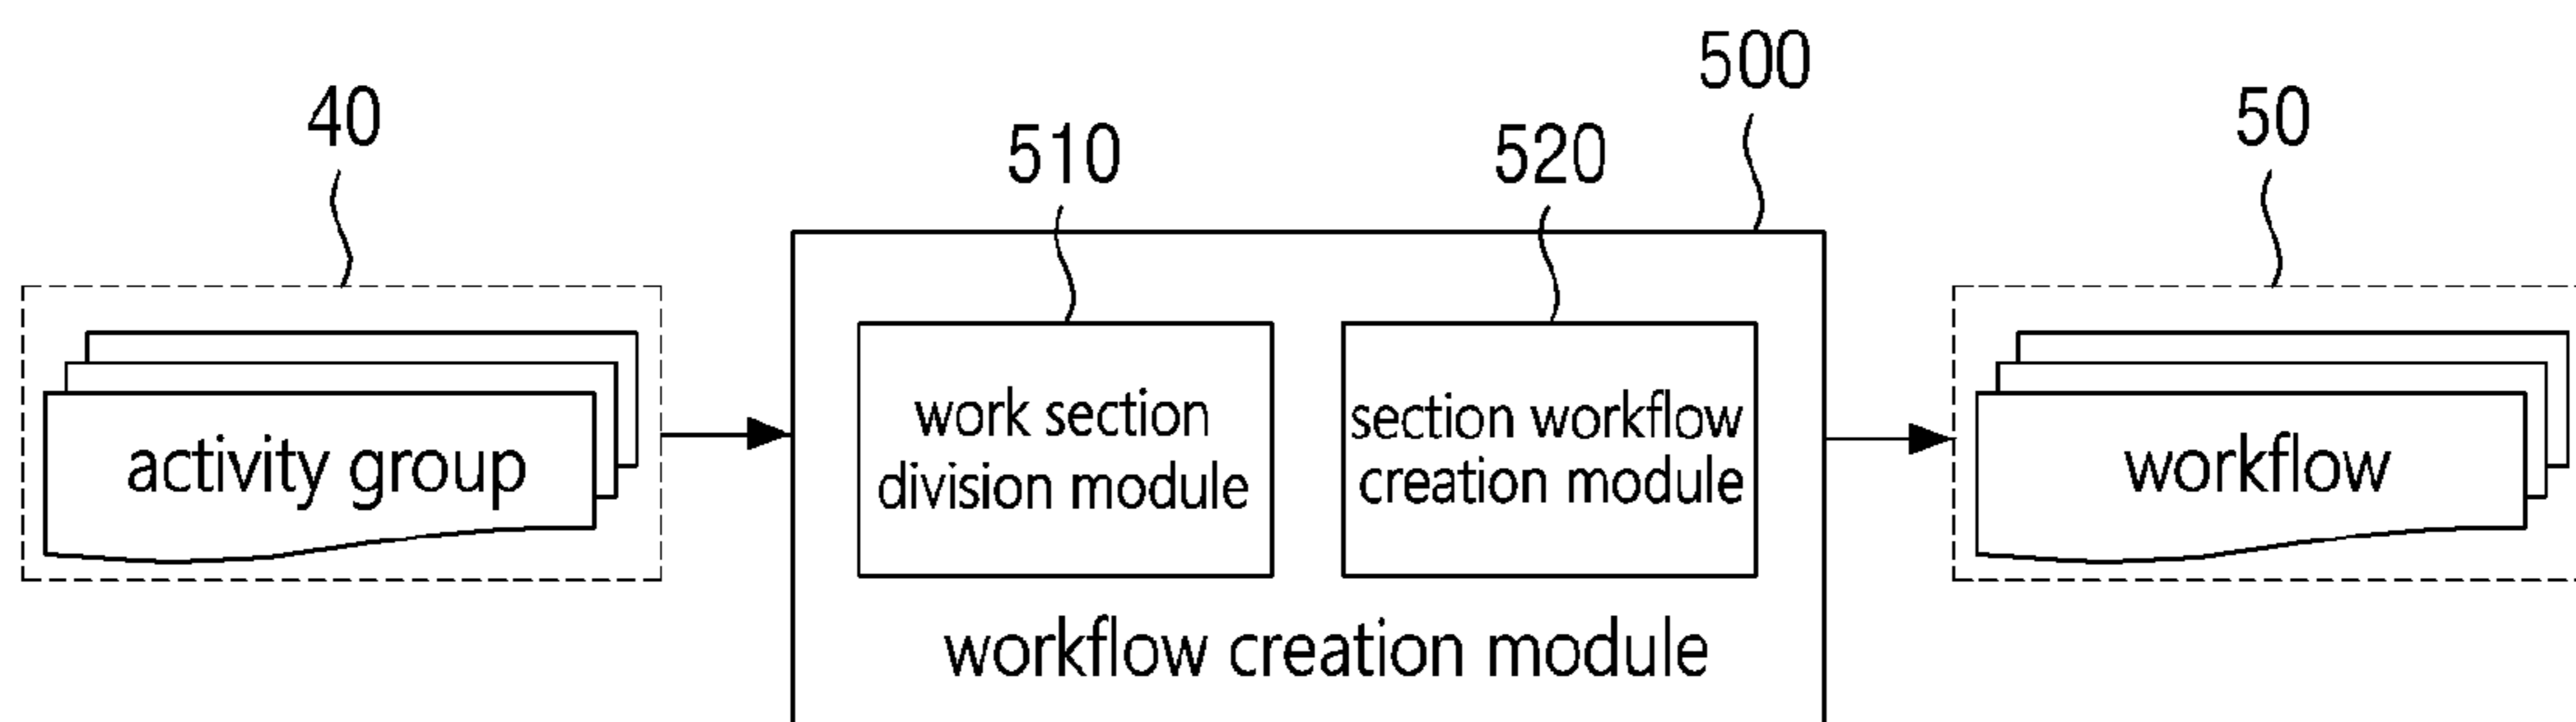 500
40
510
520
50
activity group
work section
division module
section workflow
creation module
workflow
workflow creation module